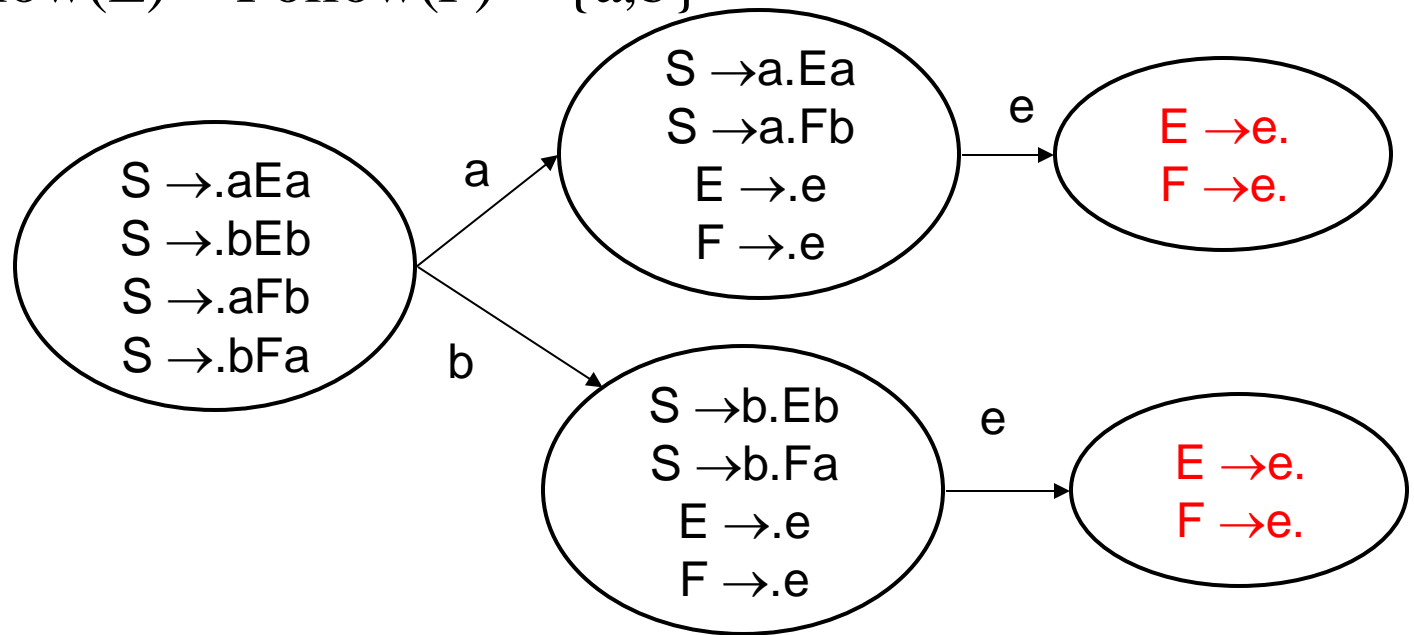 S →.aEa
S →.bEb
S →.aFb
S →.bFa
a
b
S →a.Ea
S →a.Fb
E →.e
F →.e
e
E →e.
F →e.
S →b.Eb
S →b.Fa
E →.e
F →.e
e
E →e.
F →e.